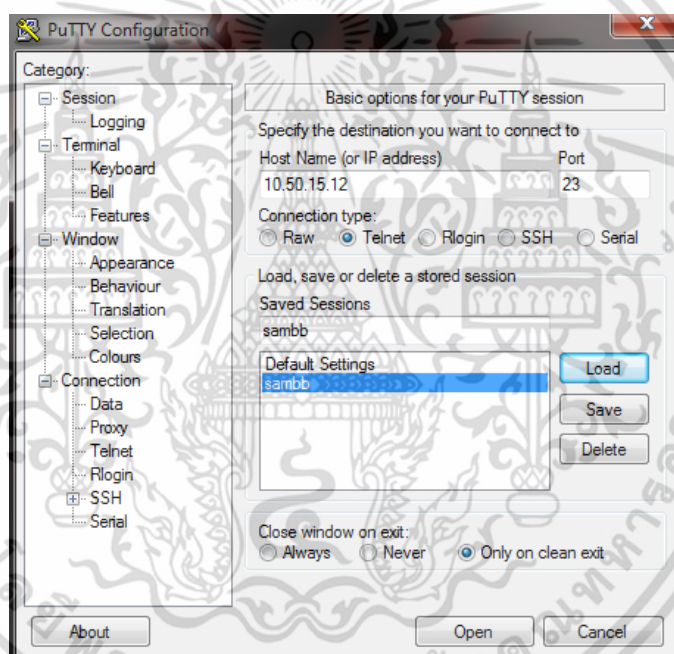 PuTTY Configuration
Category:
Session
Logging
Terminal
Keyboard
Bell
Features
Window
Appearance
Behaviour
Translation
Selection
Colours
Connection
Data
Proxy
Telnet
Rlogin
SSH
Serial
Basic options for your PuTTY session
Specify the destination you want to connect to
Host Name (or IP address) Port
10.50.15.12 23
Connection type:
Raw Telnet Rlogin SSH Serial
Load, save or delete a stored session
Saved Sessions
sambb
Default Settings
sambb
Load
Save
Delete
Close window on exit:
Always Never Only on clean exit
About Open Cancel